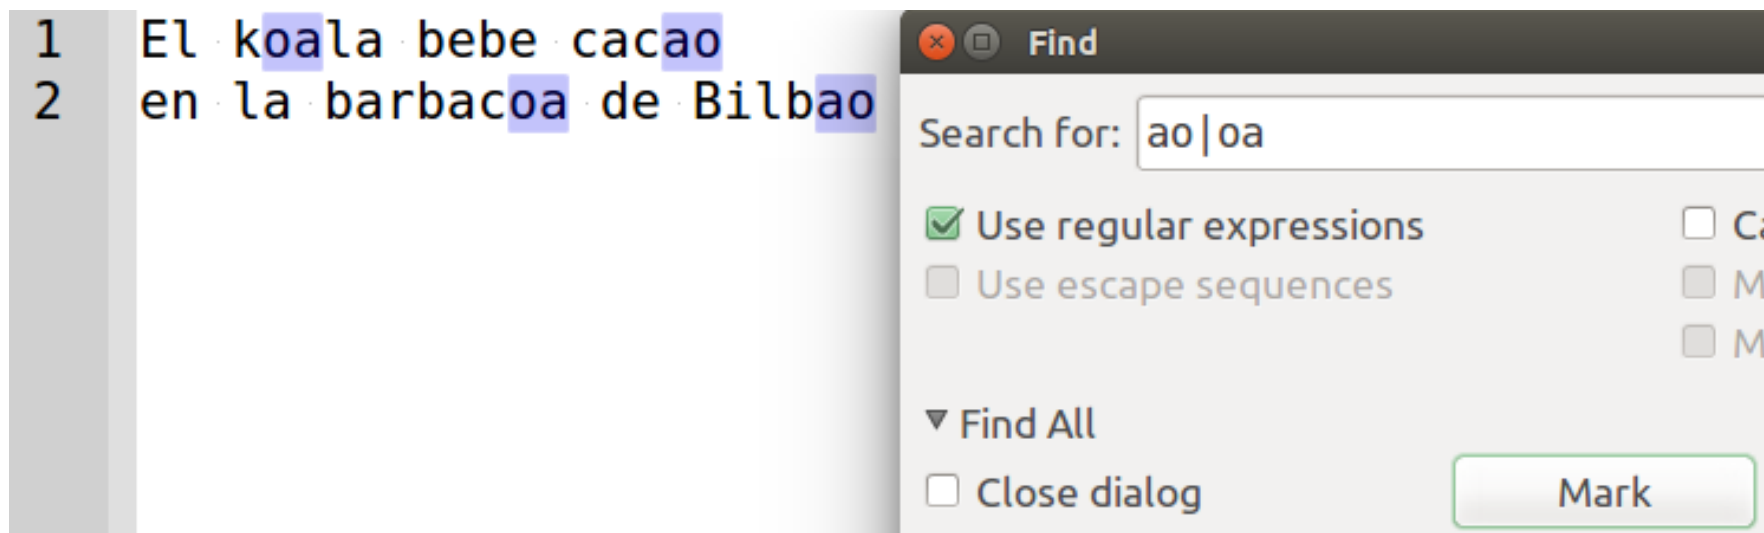 1 El koala bebe cacao
2 en la barbacoa de Bilbao
Find
Search for: ao|oa
Use regular expressions
Use escape sequences
Find All
Close dialog
Mark